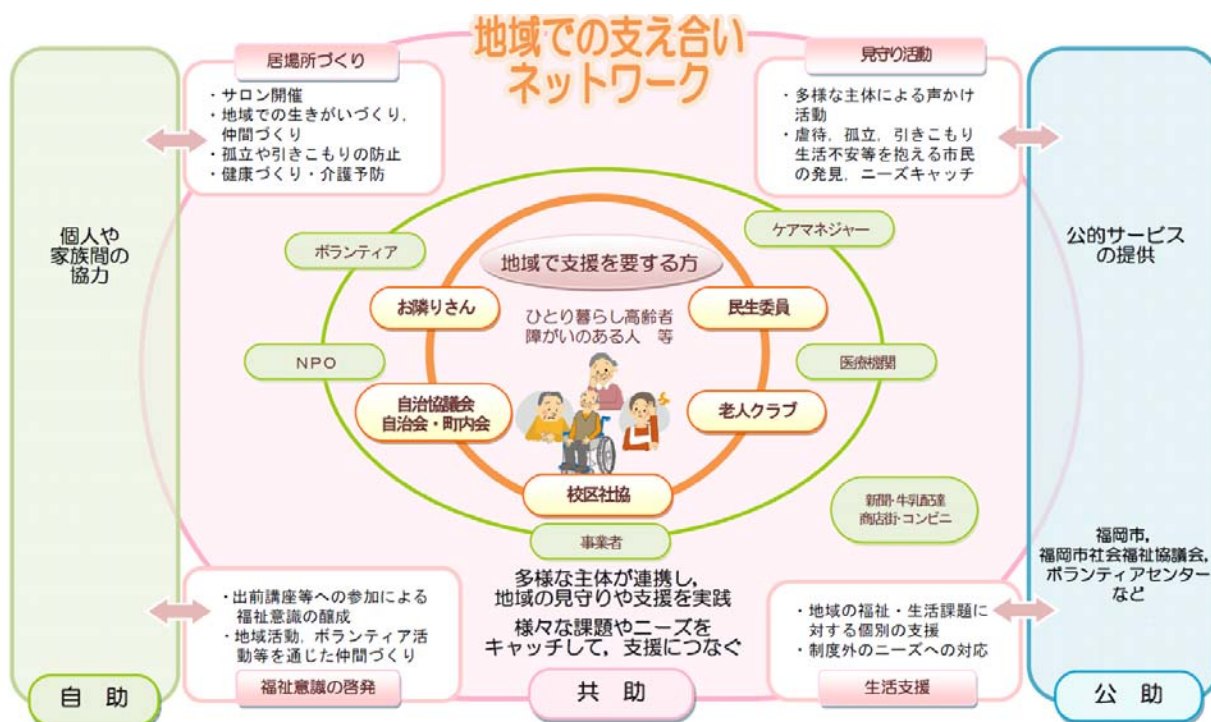 地域での支え合い
ネットワーク
居場所づくり
・サロン開催
・地域での生きがいづくり，
仲間づくり
・孤立や引きこもりの防止
・健康づくり・介護予防
見守り活動
・多様な主体による声かけ
活動
・虐待，孤立，引きこもり
生活不安等を抱える市民
の発見，ニーズキャッチ
個人や
家族間の
協力
公的サービス
の提供
ボランティア
ケアマネジャー
地域で支援を要する方
お隣りさん
民生委員
ひとり暮らし高齢者
障がいのある人　等
NPO
医療機関
自治協議会
自治会・町内会
老人クラブ
校区社協
新聞・牛乳配達
商店街・コンビニ
事業者
福岡市，
福岡市社会福祉協議会，
ボランティアセンター
など
多様な主体が連携し，
地域の見守りや支援を実践
様々な課題やニーズを
キャッチして，支援につなぐ
・出前講座等への参加による
福祉意識の醸成
・地域活動，ボランティア活
動等を通じた仲間づくり
福祉意識の啓発
・地域の福祉・生活課題に
対する個別の支援
・制度外のニーズへの対応
生活支援
自　助
共　助
公　助